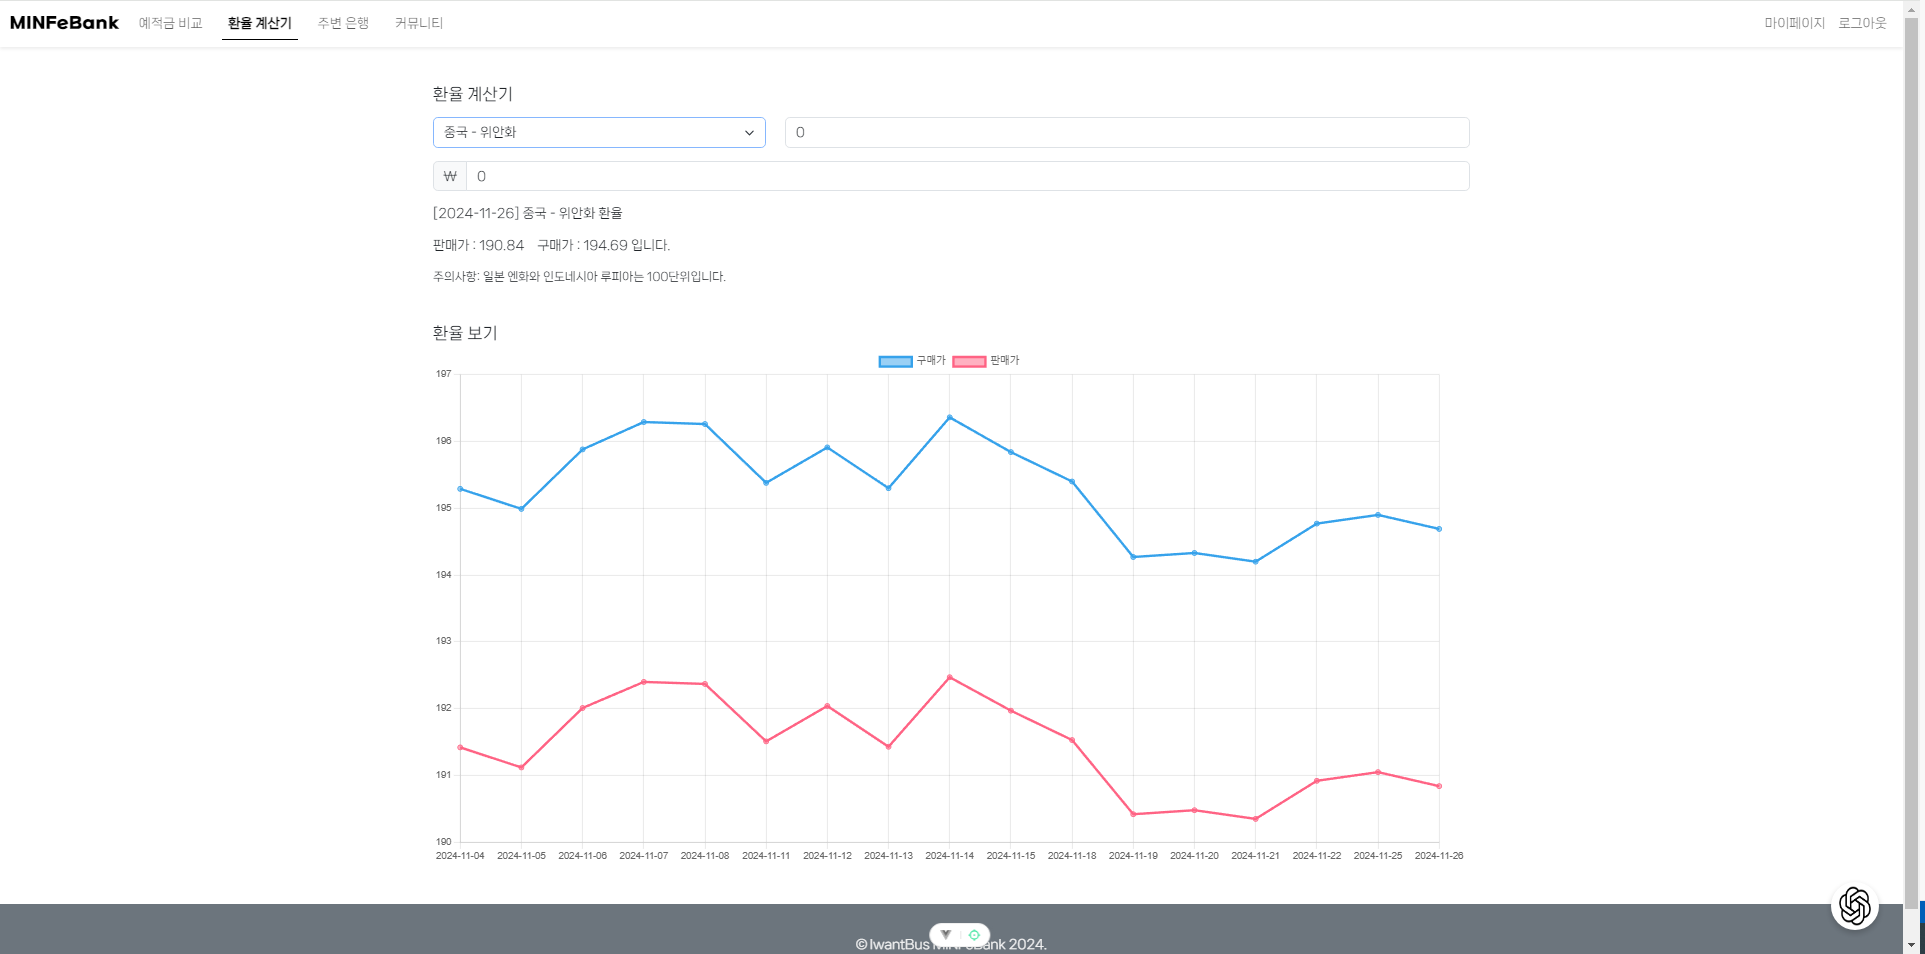 MINFeBank 예적금 비교 환율 계산기 주변 은행 커뮤니티 마이페이지 로그아웃
환율 계산기
중국 - 위안화 0
₩ 0
[2024-11-26] 중국 - 위안화 환율
판매가 : 190.84 구매가 : 194.69 입니다.
주의사항: 일본 엔화와 인도네시아 루피아는 100단위입니다.
환율 보기
구매가 판매가
197
196
195
194
193
192
191
190
2024-11-04 2024-11-05 2024-11-06 2024-11-07 2024-11-08 2024-11-11 2024-11-12 2024-11-13 2024-11-14 2024-11-15 2024-11-18 2024-11-19 2024-11-20 2024-11-21 2024-11-22 2024-11-25 2024-11-26
© IwantBus MINFeBank 2024.